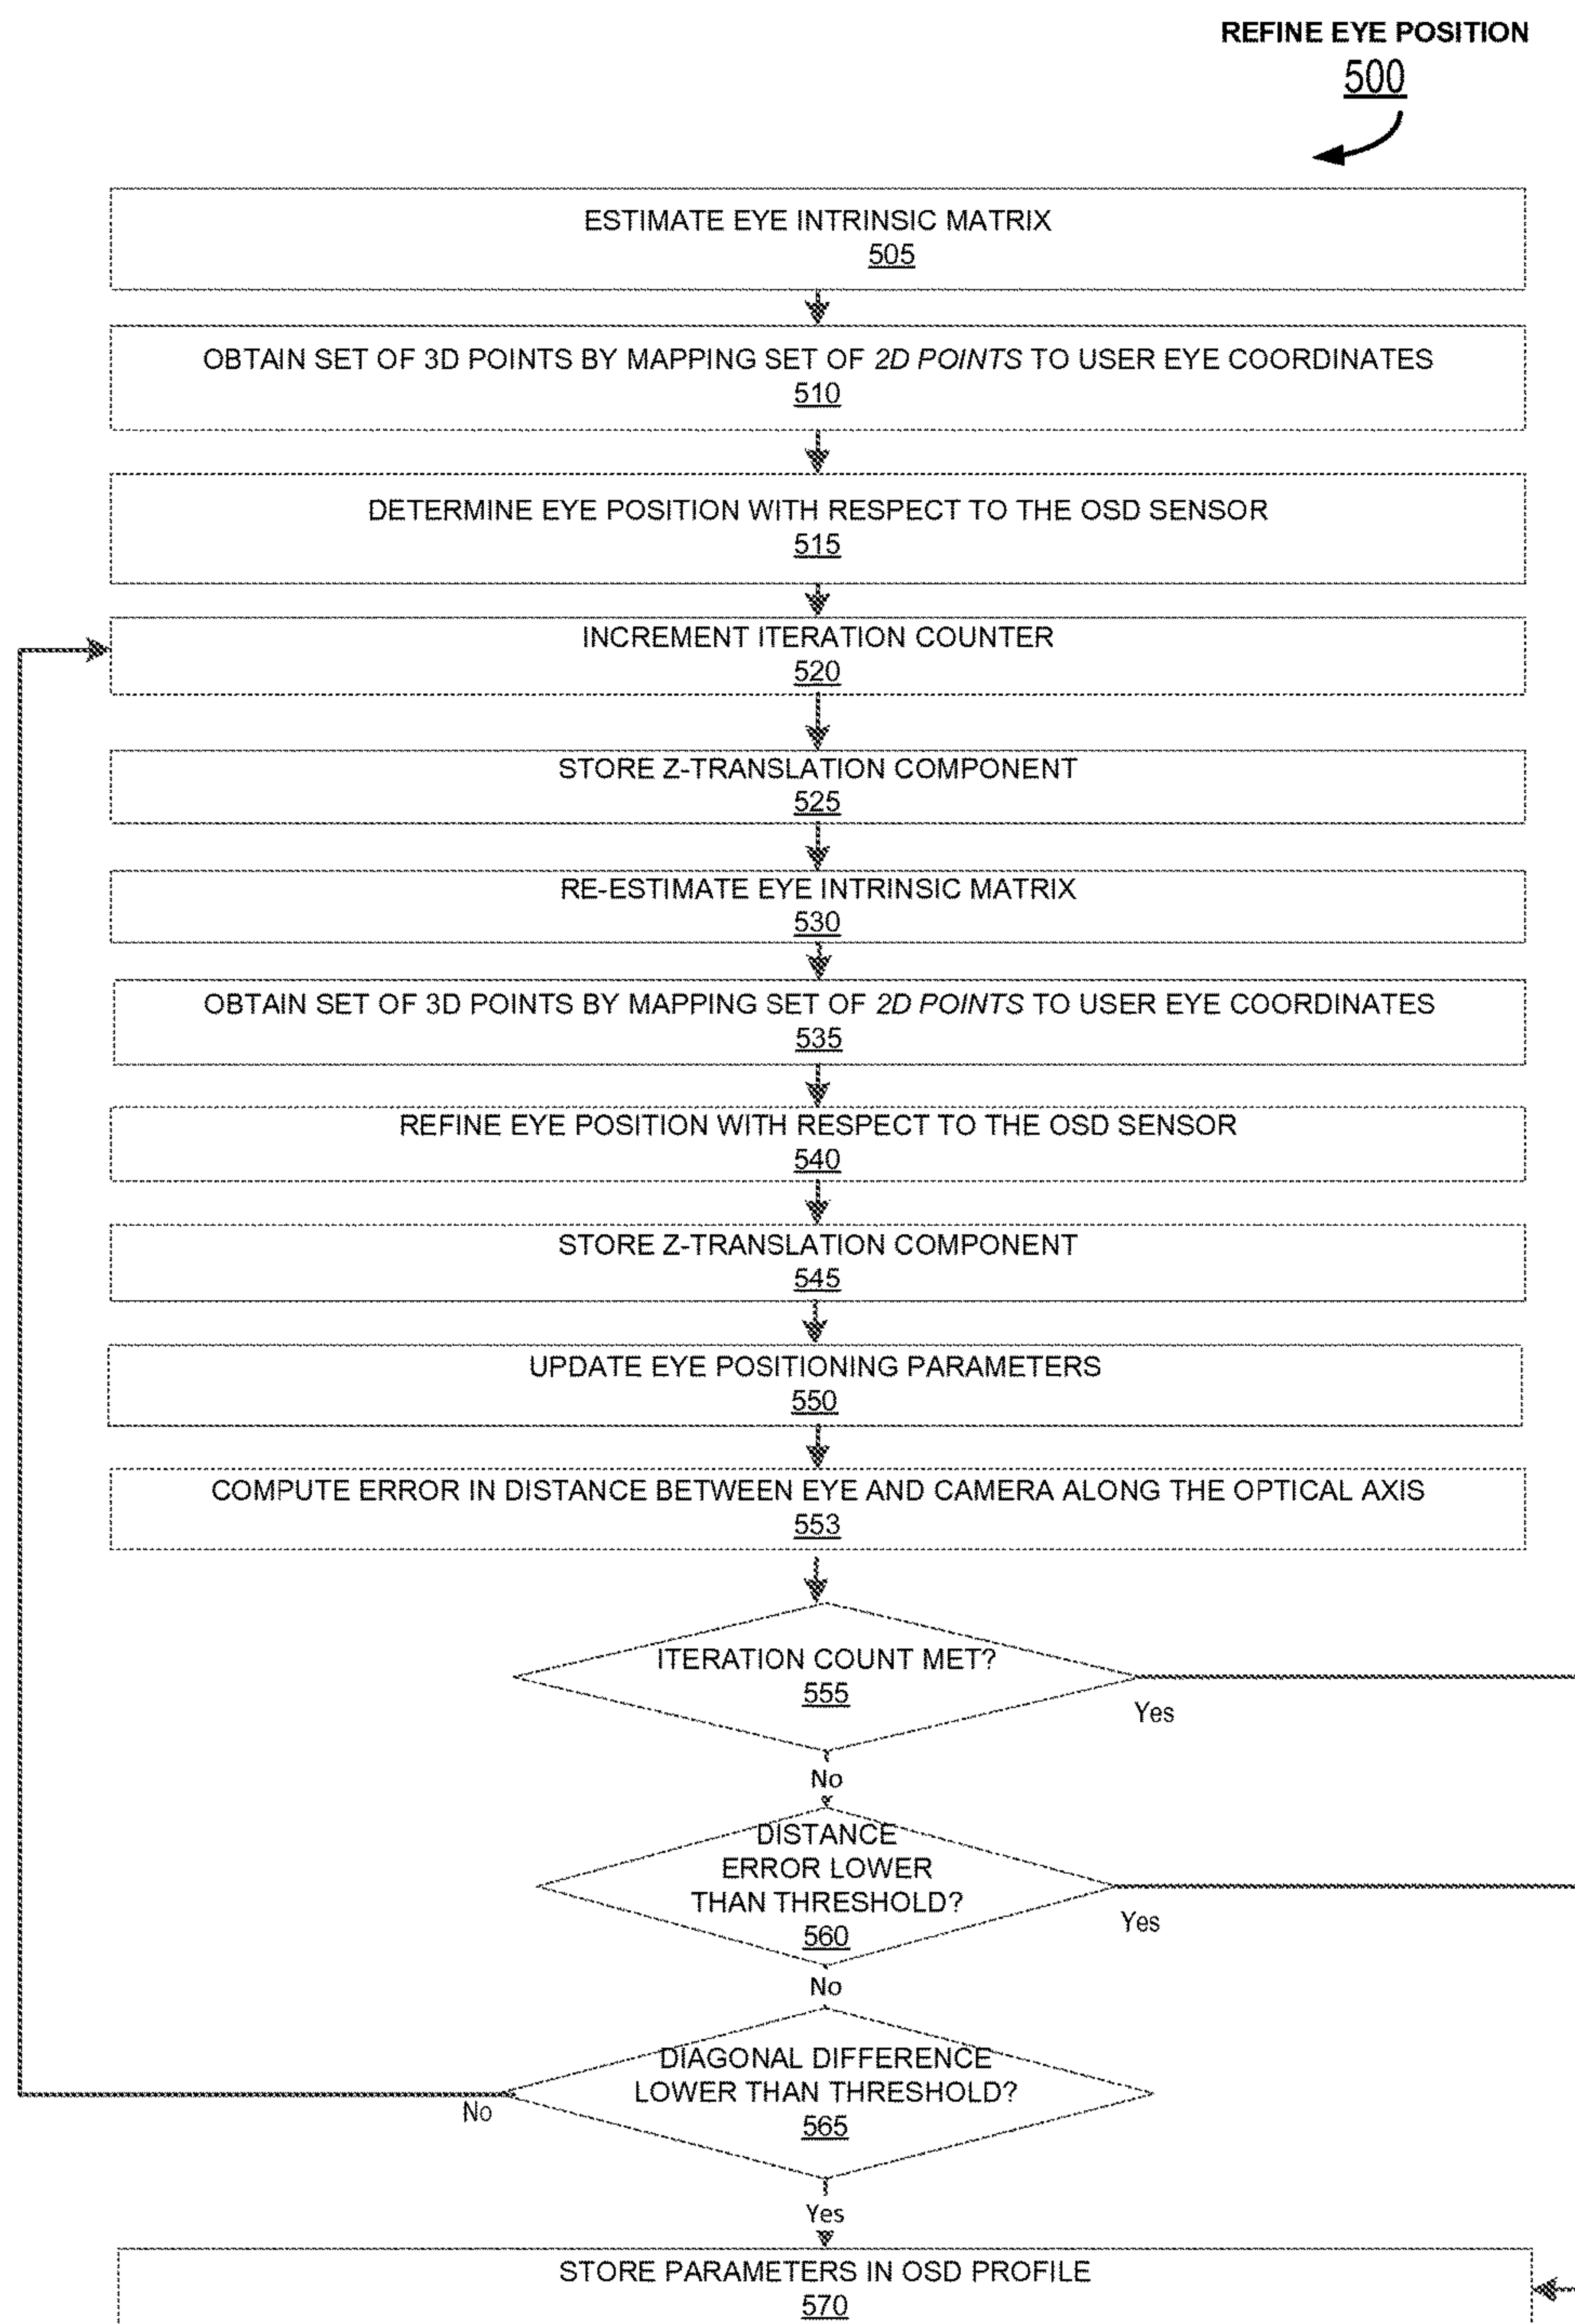 REFINE EYE POSITION
500
ESTIMATE EYE INTRINSIC MATRIX
505
OBTAIN SET OF 3D POINTS BY MAPPING SET OF 2D POINTS TO USER EYE COORDINATES
510
DETERMINE EYE POSITION WITH RESPECT TO THE OSD SENSOR
515
INCREMENT ITERATION COUNTER
520
STORE Z-TRANSLATION COMPONENT
525
RE-ESTIMATE EYE INTRINSIC MATRIX
530
OBTAIN SET OF 3D POINTS BY MAPPING SET OF 2D POINTS TO USER EYE COORDINATES
535
REFINE EYE POSITION WITH RESPECT TO THE OSD SENSOR
540
STORE Z-TRANSLATION COMPONENT
545
UPDATE EYE POSITIONING PARAMETERS
550
COMPUTE ERROR IN DISTANCE BETWEEN EYE AND CAMERA ALONG THE OPTICAL AXIS
553
ITERATION COUNT MET?
555
Yes
No
DISTANCE
ERROR LOWER
THAN THRESHOLD?
560
Yes
No
DIAGONAL DIFFERENCE
LOWER THAN THRESHOLD?
565
No
Yes
STORE PARAMETERS IN OSD PROFILE
570